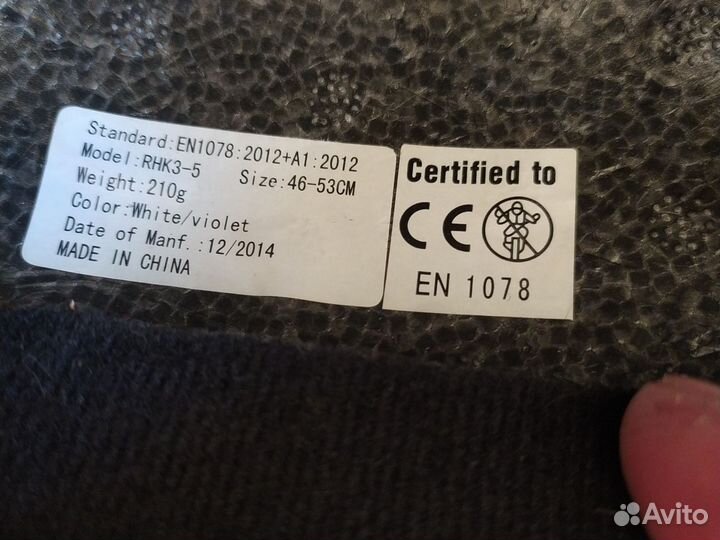 Standard:EN1078:2012+A1:2012
Model:RHK3-5 Size:46-53CM
Weight:210g
Color:White/violet
Date of Manf.:12/2014
MADE IN CHINA
Certified to
CE
EN 1078
Avito